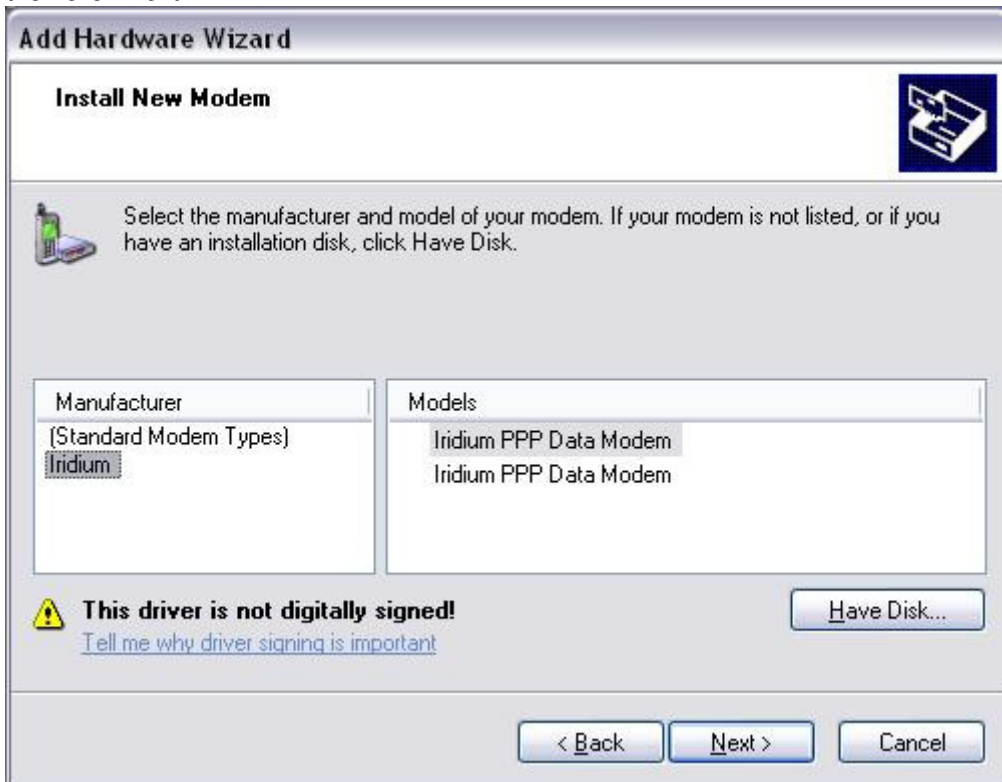 Add Hardware Wizard
Install New Modem
Select the manufacturer and model of your modem. If your modem is not listed, or if you
have an installation disk, click Have Disk.
Manufacturer
Models
(Standard Modem Types)
Iridium
Iridium PPP Data Modem
Iridium PPP Data Modem
This driver is not digitally signed!
Tell me why driver signing is important
Have Disk...
< Back
Next >
Cancel